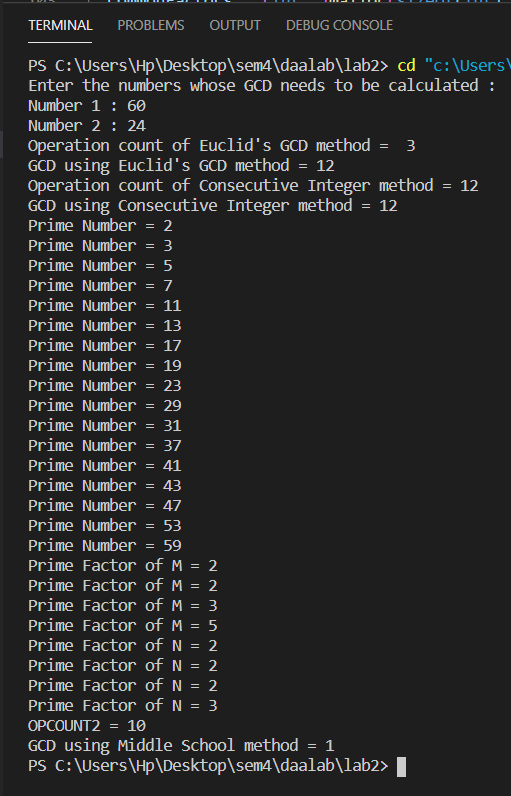 TERMINAL PROBLEMS OUTPUT DEBUG CONSOLE
PS C:\Users\Hp\Desktop\sem4\daalab\lab2> cd "c:\Users\
Enter the numbers whose GCD needs to be calculated :
Number 1 : 60
Number 2 : 24
Operation count of Euclid's GCD method =  3
GCD using Euclid's GCD method = 12
Operation count of Consecutive Integer method = 12
GCD using Consecutive Integer method = 12
Prime Number = 2
Prime Number = 3
Prime Number = 5
Prime Number = 7
Prime Number = 11
Prime Number = 13
Prime Number = 17
Prime Number = 19
Prime Number = 23
Prime Number = 29
Prime Number = 31
Prime Number = 37
Prime Number = 41
Prime Number = 43
Prime Number = 47
Prime Number = 53
Prime Number = 59
Prime Factor of M = 2
Prime Factor of M = 2
Prime Factor of M = 3
Prime Factor of M = 5
Prime Factor of N = 2
Prime Factor of N = 2
Prime Factor of N = 2
Prime Factor of N = 3
OPCOUNT2 = 10
GCD using Middle School method = 1
PS C:\Users\Hp\Desktop\sem4\daalab\lab2>